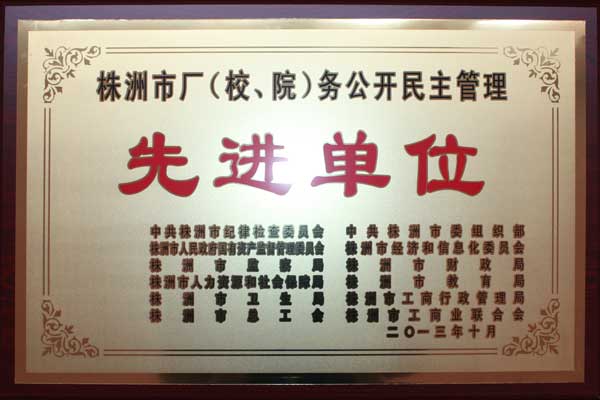 株洲市厂（校、院）务公开民主管理
先进单位
中共株洲市纪律检查委员会 中共株洲市委组织部
株洲市人民政府国有资产监督管理委员会 株洲市经济和信息化委员会
株洲市监察局 株洲市财政局
株洲市人力资源和社会保障局 株洲市教育局
株洲市卫生局 株洲市工商行政管理局
株洲市总工会 株洲市工商业联合会
二〇一三年十月